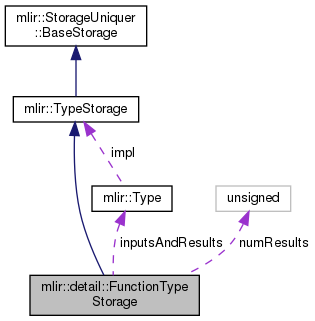 mlir::StorageUniquer
::BaseStorage
mlir::TypeStorage
impl
mlir::Type
unsigned
inputsAndResults
numResults
mlir::detail::FunctionType
Storage